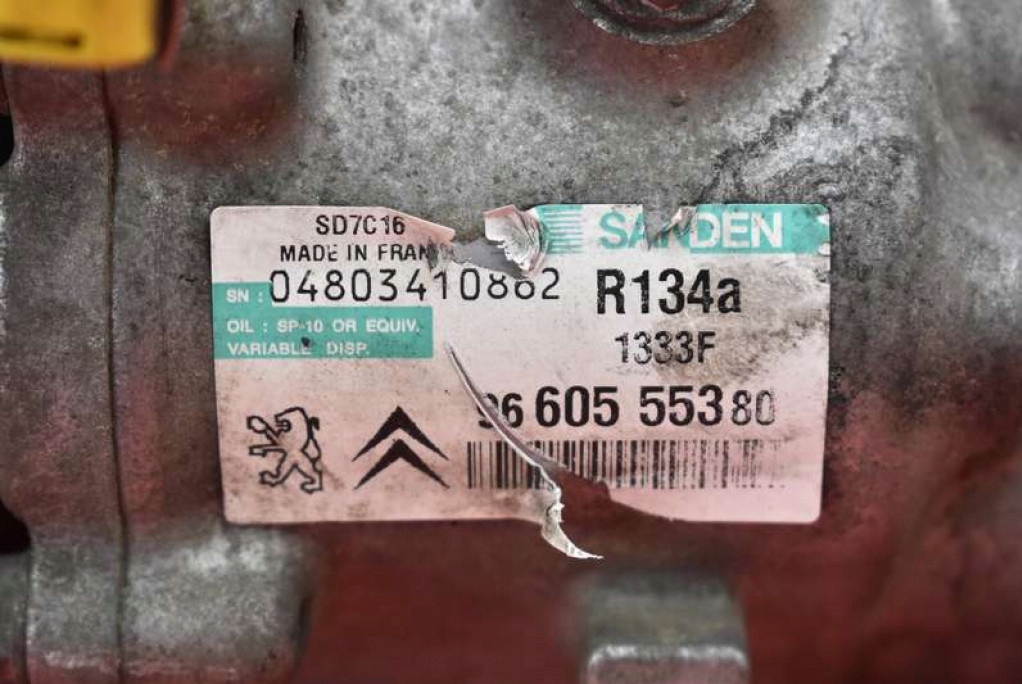 SD7C16
SANDEN
MADE IN FRAN
SN : 04803410862
R134a
OIL : SP-10 OR EQUIV.
VARIABLE DISP.
1333F
96 605 553 80